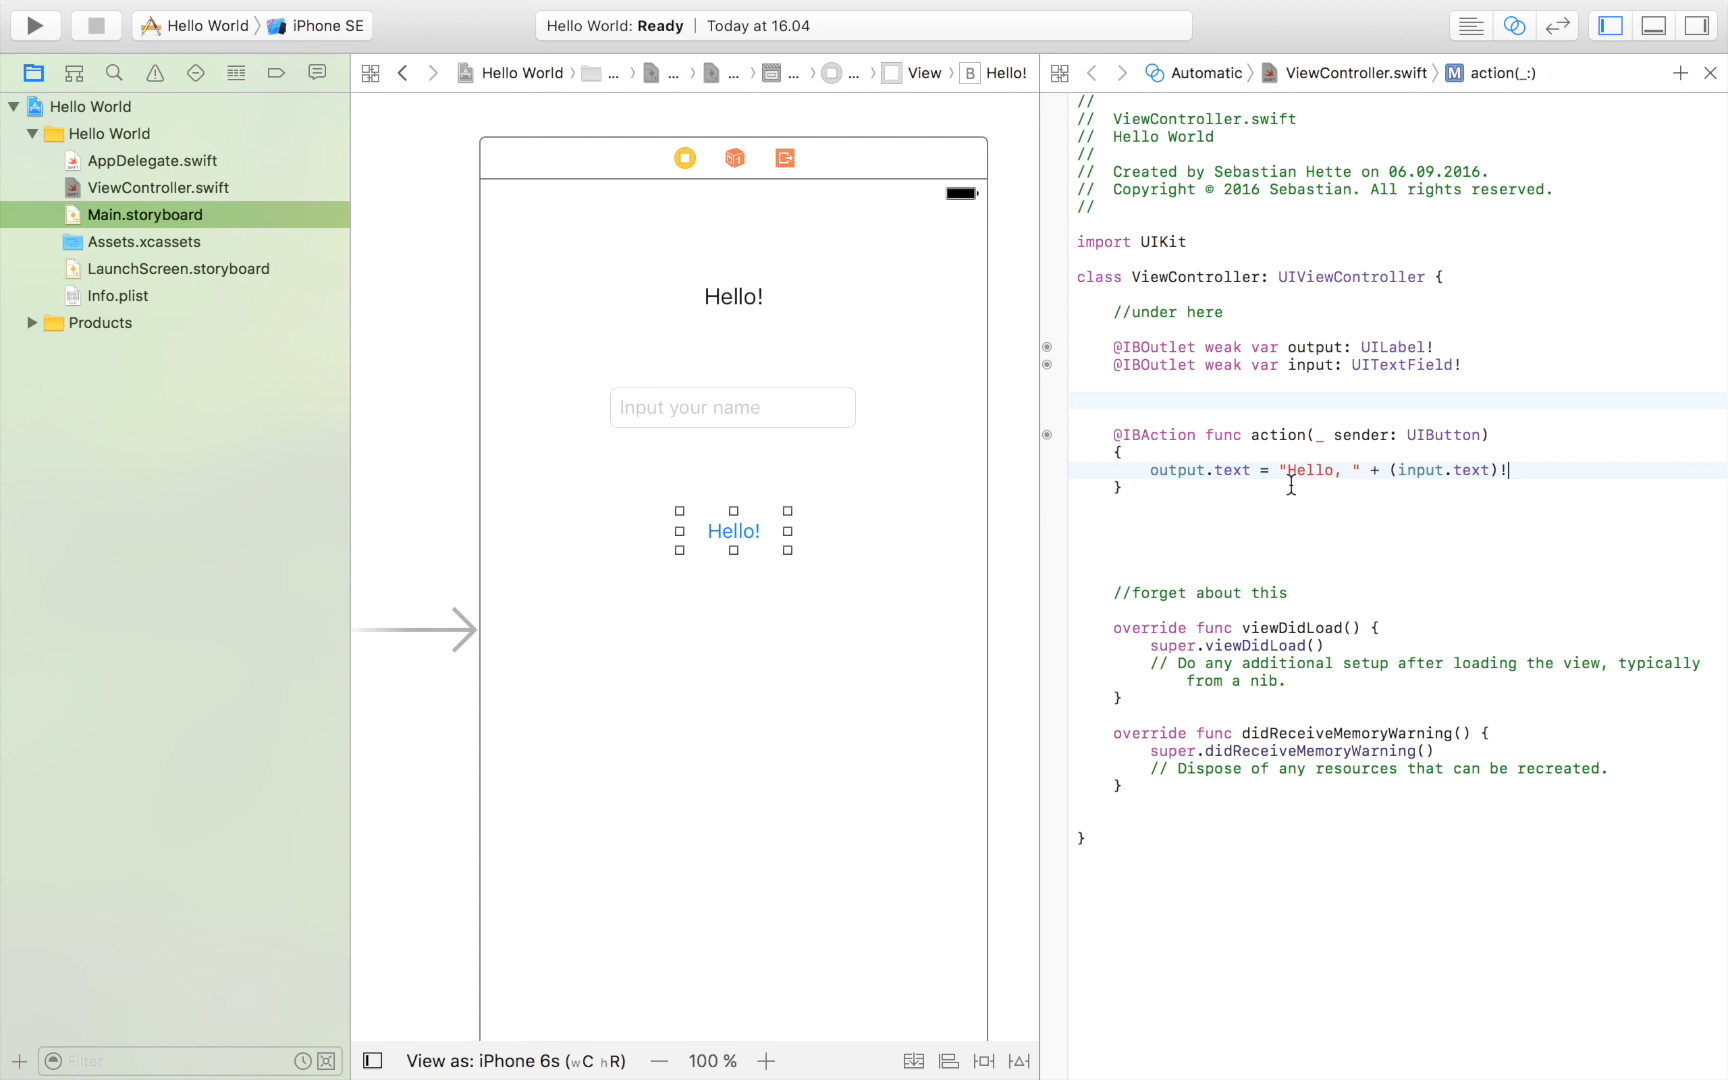 Hello World iPhone SE
Hello World: Ready | Today at 16.04
Hello World ... ... ... ... ... View B Hello!
Automatic ViewController.swift M action(_:)
Hello World
Hello World
AppDelegate.swift
ViewController.swift
Main.storyboard
Assets.xcassets
LaunchScreen.storyboard
Info.plist
Products
Filter
Hello!
Input your name
Hello!
View as: iPhone 6s (wC hR) — 100 % +
//
// ViewController.swift
// Hello World
//
// Created by Sebastian Hette on 06.09.2016.
// Copyright © 2016 Sebastian. All rights reserved.
//
import UIKit
class ViewController: UIViewController {
//under here
@IBOutlet weak var output: UILabel!
@IBOutlet weak var input: UITextField!
@IBAction func action(_ sender: UIButton)
{
output.text = "Hello, " + (input.text)!
}
//forget about this
override func viewDidLoad() {
super.viewDidLoad()
// Do any additional setup after loading the view, typically
from a nib.
}
override func didReceiveMemoryWarning() {
super.didReceiveMemoryWarning()
// Dispose of any resources that can be recreated.
}
}